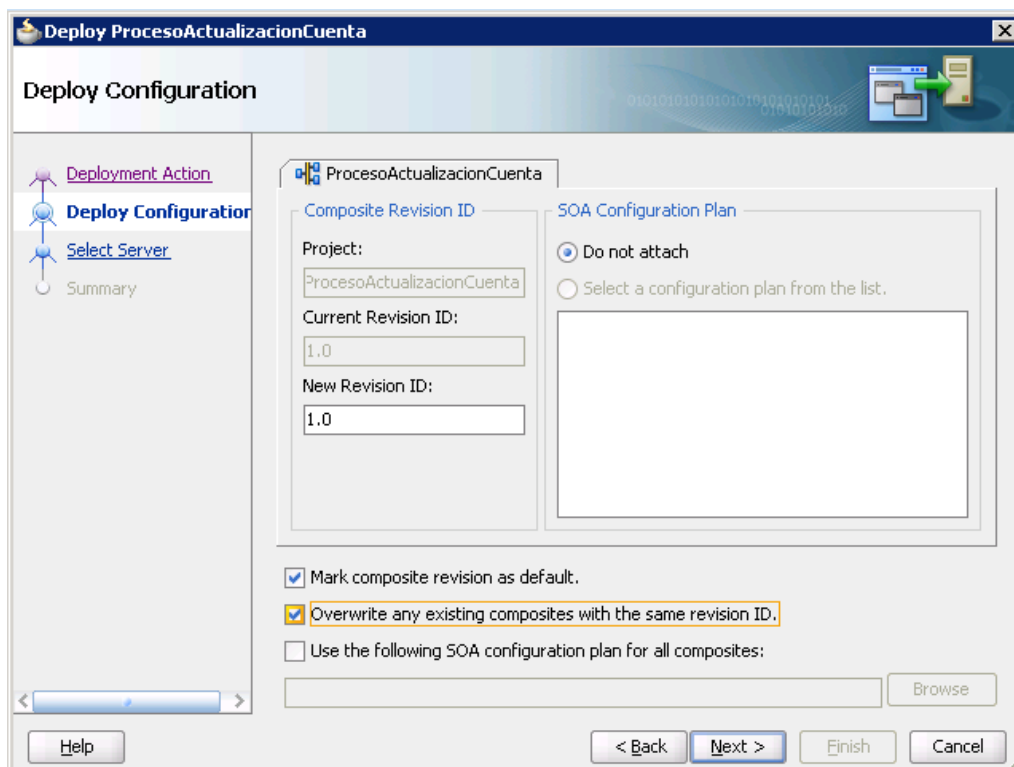 Deploy ProcesoActualizacionCuenta
Deploy Configuration
0101010101010101010101010101
01010101010
Deployment Action
Deploy Configuration
Select Server
Summary
ProcesoActualizacionCuenta
Composite Revision ID
Project:
ProcesoActualizacionCuenta
Current Revision ID:
1.0
New Revision ID:
1.0
SOA Configuration Plan
Do not attach
Select a configuration plan from the list.
Mark composite revision as default.
Overwrite any existing composites with the same revision ID.
Use the following SOA configuration plan for all composites:
Browse
Help
< Back
Next >
Finish
Cancel